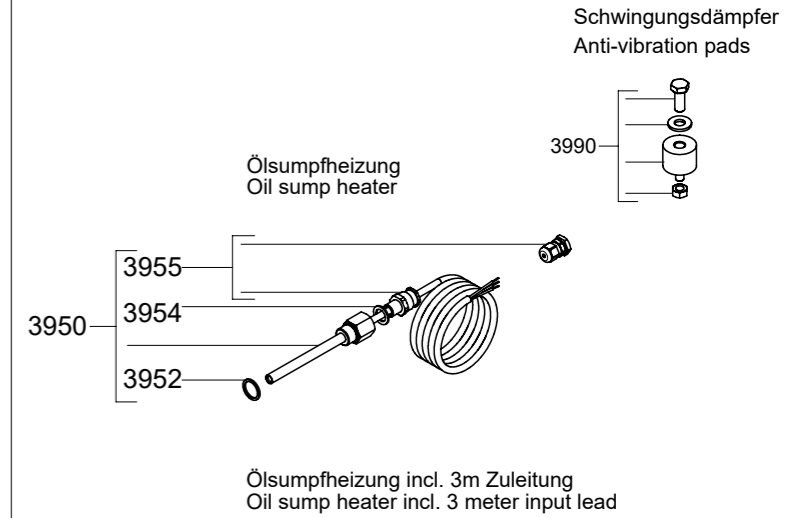 Schwingungsdämpfer
Anti-vibration pads
3990
Ölsumpfheizung
Oil sump heater
3955
3954
3950
3952
Ölsumpfheizung incl. 3m Zuleitung
Oil sump heater incl. 3 meter input lead